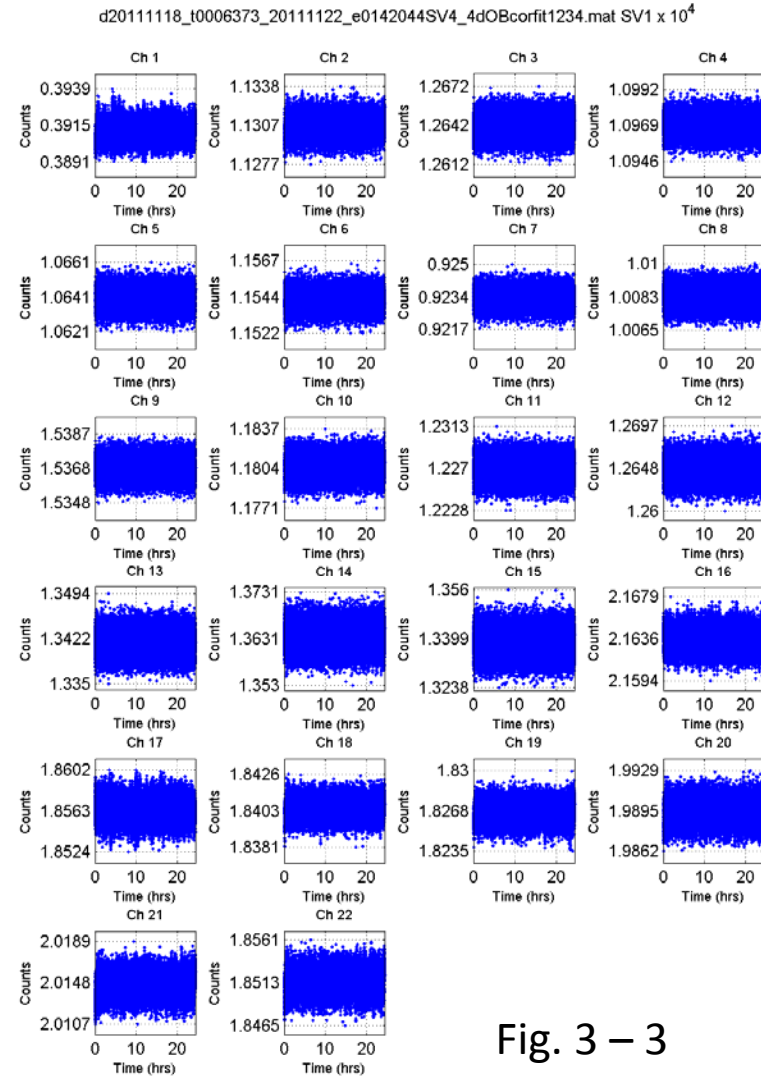 d20111118_t0006373_20111122_e0142044SV4_4dOBcorfit1234.mat SV1 x 10^4
Ch 1 Ch 2 Ch 3 Ch 4
Counts 0.3939 0.3915 0.3891 Counts 1.1338 1.1307 1.1277 Counts 1.2672 1.2642 1.2612 Counts 1.0992 1.0969 1.0946
0 10 20 0 10 20 0 10 20 0 10 20
Time (hrs) Time (hrs) Time (hrs) Time (hrs)
Ch 5 Ch 6 Ch 7 Ch 8
Counts 1.0661 1.0641 1.0621 Counts 1.1567 1.1544 1.1522 Counts 0.925 0.9234 0.9217 Counts 1.01 1.0083 1.0065
0 10 20 0 10 20 0 10 20 0 10 20
Time (hrs) Time (hrs) Time (hrs) Time (hrs)
Ch 9 Ch 10 Ch 11 Ch 12
Counts 1.5387 1.5368 1.5348 Counts 1.1837 1.1804 1.1771 Counts 1.2313 1.227 1.2228 Counts 1.2697 1.2648 1.26
0 10 20 0 10 20 0 10 20 0 10 20
Time (hrs) Time (hrs) Time (hrs) Time (hrs)
Ch 13 Ch 14 Ch 15 Ch 16
Counts 1.3494 1.3422 1.335 Counts 1.3731 1.3631 1.353 Counts 1.356 1.3399 1.3238 Counts 2.1679 2.1636 2.1594
0 10 20 0 10 20 0 10 20 0 10 20
Time (hrs) Time (hrs) Time (hrs) Time (hrs)
Ch 17 Ch 18 Ch 19 Ch 20
Counts 1.8602 1.8563 1.8524 Counts 1.8426 1.8403 1.8381 Counts 1.83 1.8268 1.8235 Counts 1.9929 1.9895 1.9862
0 10 20 0 10 20 0 10 20 0 10 20
Time (hrs) Time (hrs) Time (hrs) Time (hrs)
Ch 21 Ch 22
Counts 2.0189 2.0148 2.0107 Counts 1.8561 1.8513 1.8465
0 10 20 0 10 20
Time (hrs) Time (hrs)
Fig. 3 – 3